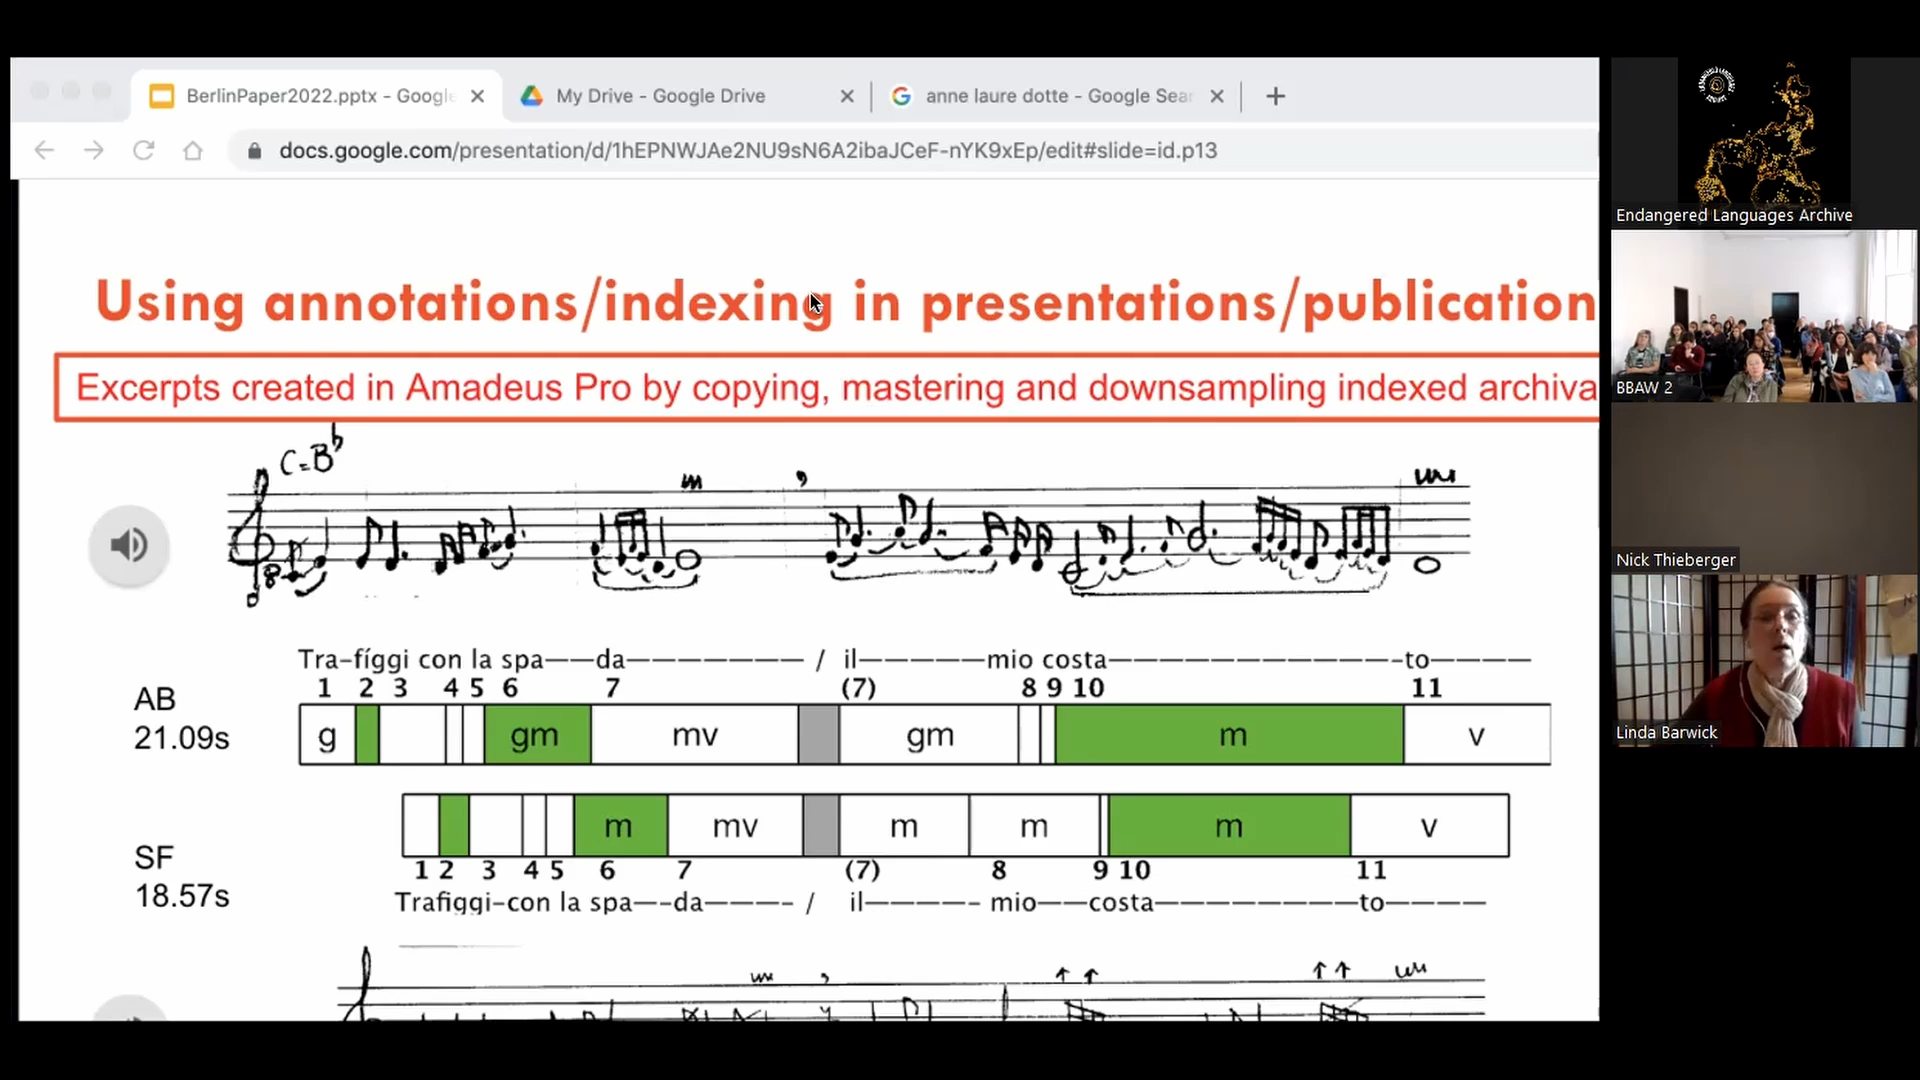 BerlinPaper2022.pptx - Google
My Drive - Google Drive
anne laure dotte - Google Sear
docs.google.com/presentation/d/1hEPNWJAe2NU9sN6A2ibaJCeF-nYK9xEp/edit#slide=id.p13
Using annotations/indexing in presentations/publication
Excerpts created in Amadeus Pro by copying, mastering and downsampling indexed archiva
C=B♭
8
Tra-fíggi con la spa——da———————— / il——————mio costa————————————-to————
1 2 3 4 5 6 7 (7) 8 9 10 11
AB
21.09s
g gm mv gm m v
SF
18.57s
m mv m m m v
1 2 3 4 5 6 7 (7) 8 9 10 11
Trafiggi-con la spa—-da————- / il—————- mio——costa—————————to————
Endangered Languages Archive
BBAW 2
Nick Thieberger
Linda Barwick